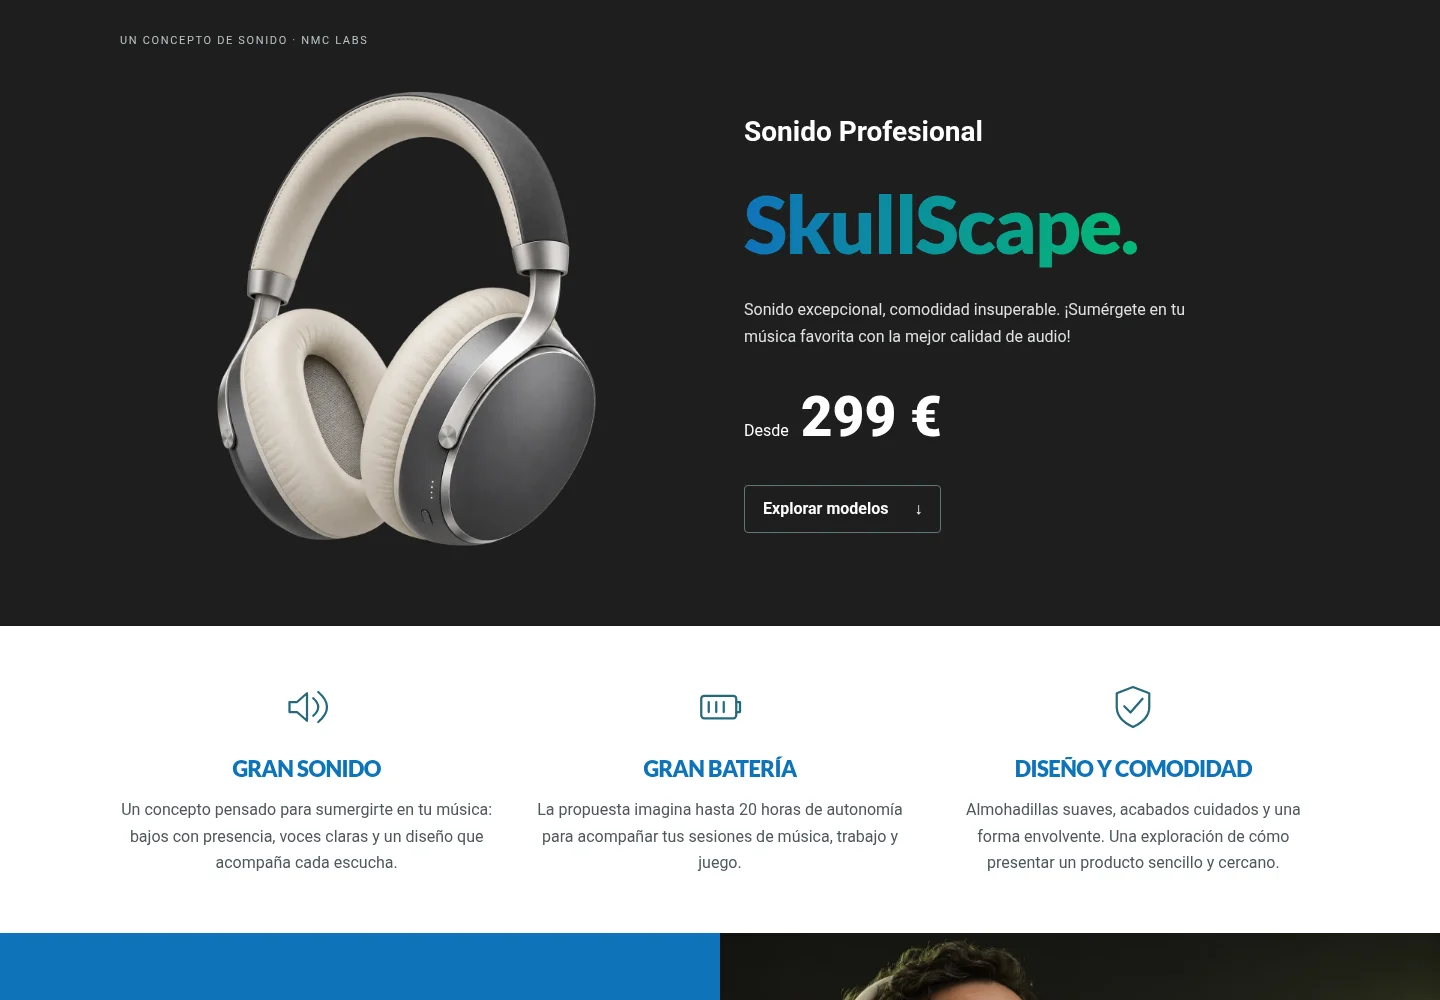 UN CONCEPTO DE SONIDO · NMC LABS
Sonido Profesional
SkullScape.
Sonido excepcional, comodidad insuperable. ¡Sumérgete en tu
música favorita con la mejor calidad de audio!
Desde 299 €
Explorar modelos ↓
GRAN SONIDO
Un concepto pensado para sumergirte en tu música:
bajos con presencia, voces claras y un diseño que
acompaña cada escucha.
GRAN BATERÍA
La propuesta imagina hasta 20 horas de autonomía
para acompañar tus sesiones de música, trabajo y
juego.
DISEÑO Y COMODIDAD
Almohadillas suaves, acabados cuidados y una
forma envolvente. Una exploración de cómo
presentar un producto sencillo y cercano.